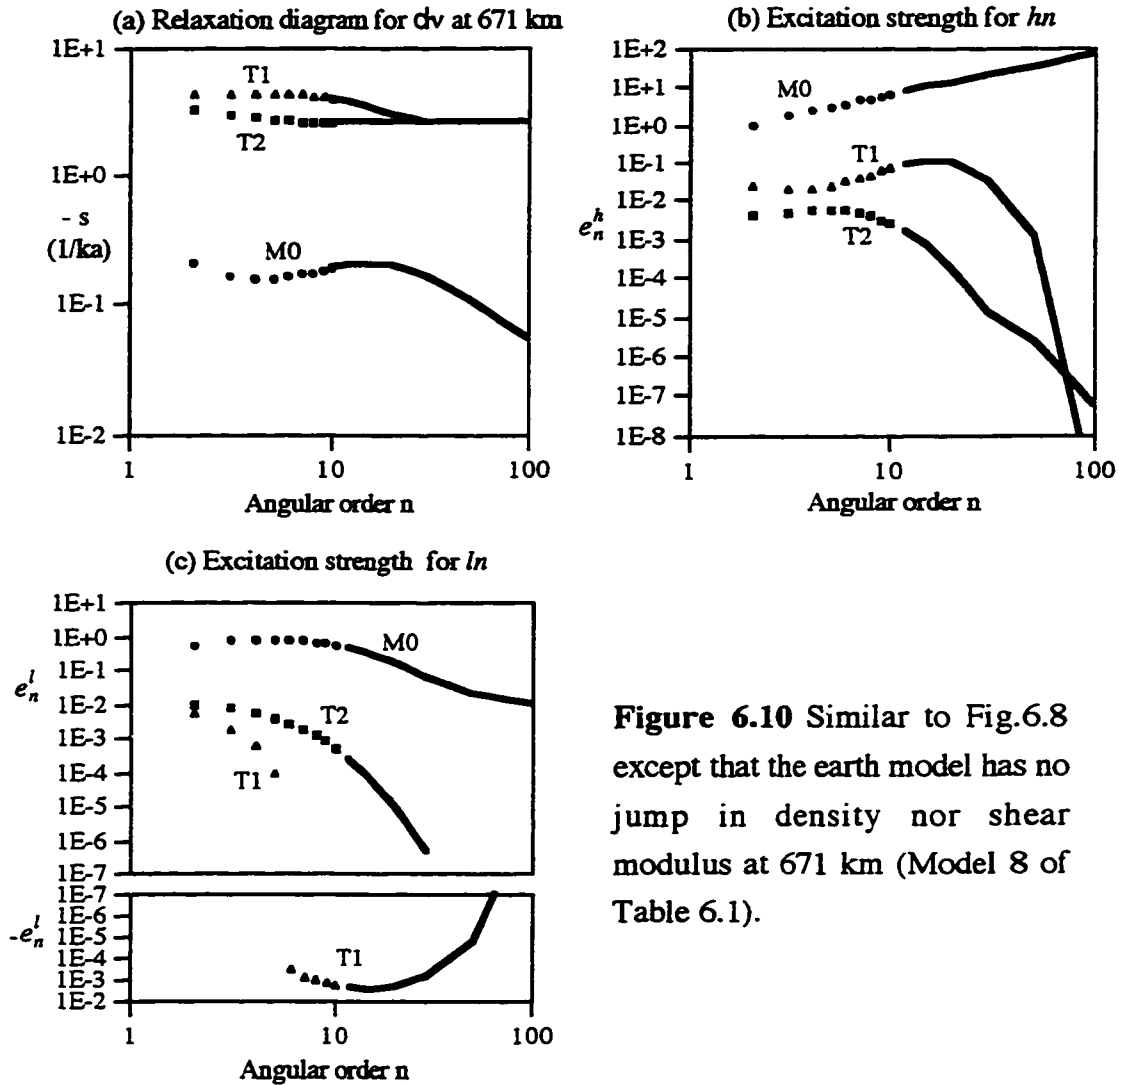 (a) Relaxation diagram for dv at 671 km
1E+1
1E+0
- s
(1/ka)
1E-1
1E-2
T1
T2
M0
1
10
100
Angular order n
(b) Excitation strength for hn
1E+2
1E+1
1E+0
1E-1
1E-2
e_n^h
1E-3
1E-4
1E-5
1E-6
1E-7
1E-8
M0
T1
T2
1
10
100
Angular order n
(c) Excitation strength for ln
1E+1
1E+0
1E-1
e_n^l
1E-2
1E-3
1E-4
1E-5
1E-6
1E-7
M0
T2
T1
1E-7
1E-6
-e_n^l
1E-5
1E-4
1E-3
1E-2
T1
1
10
100
Angular order n
Figure 6.10 Similar to Fig.6.8
except that the earth model has no
jump in density nor shear
modulus at 671 km (Model 8 of
Table 6.1).